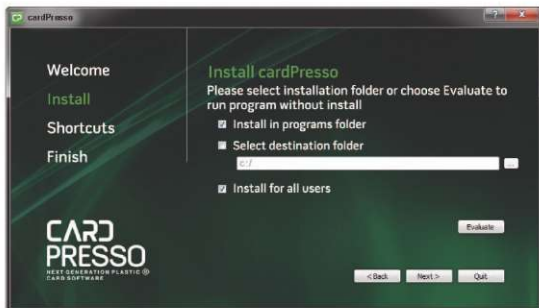 cardPresso
Welcome
Install
Shortcuts
Finish
Install cardPresso
Please select installation folder or choose Evaluate to
run program without install
Install in programs folder
Select destination folder
c:/
...
Install for all users
Evaluate
CARD
PRESSO
NEXT GENERATION PLASTIC ®
CARD SOFTWARE
< Back
Next >
Quit